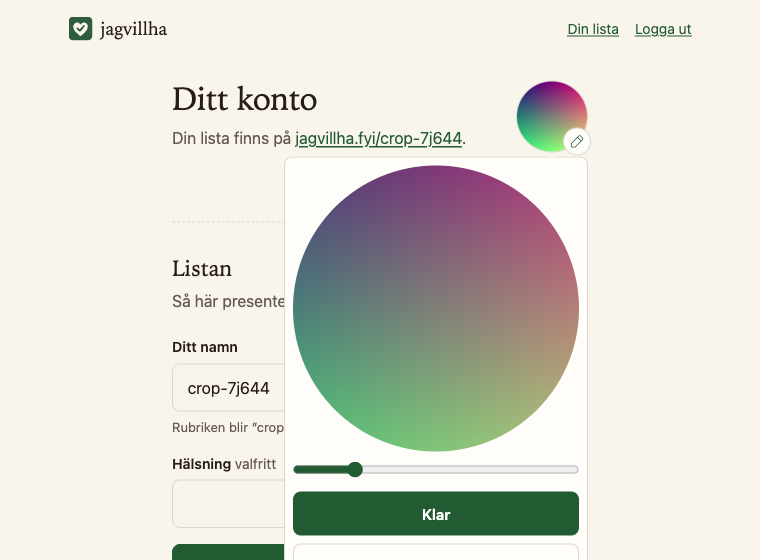 jagvillha
Din lista Logga ut
Ditt konto
Din lista finns på jagvillha.fyi/crop-7j644.
Listan
Så här presente
Ditt namn
crop-7j644
Rubriken blir ”crop
Hälsning valfritt
Klar